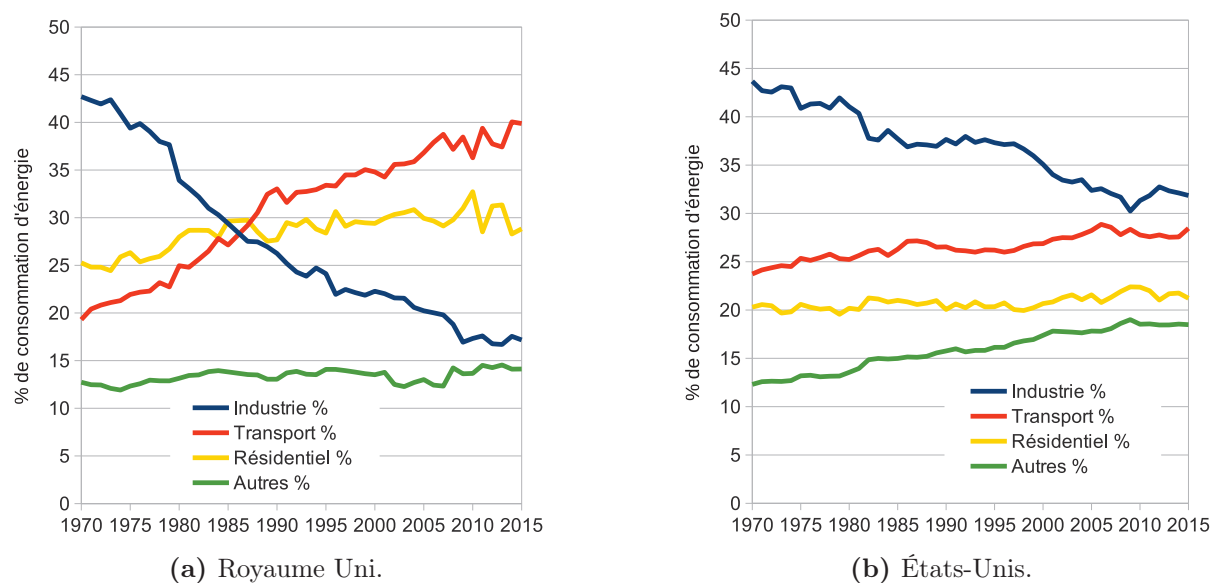 % de consommation d'énergie
50
45
40
35
30
25
20
15
10
5
0
Industrie %
Transport %
Résidentiel %
Autres %
1970 1975 1980 1985 1990 1995 2000 2005 2010 2015
(a) Royaume Uni.
% de consommation d'énergie
50
45
40
35
30
25
20
15
10
5
0
Industrie %
Transport %
Résidentiel %
Autres %
1970 1975 1980 1985 1990 1995 2000 2005 2010 2015
(b) États-Unis.